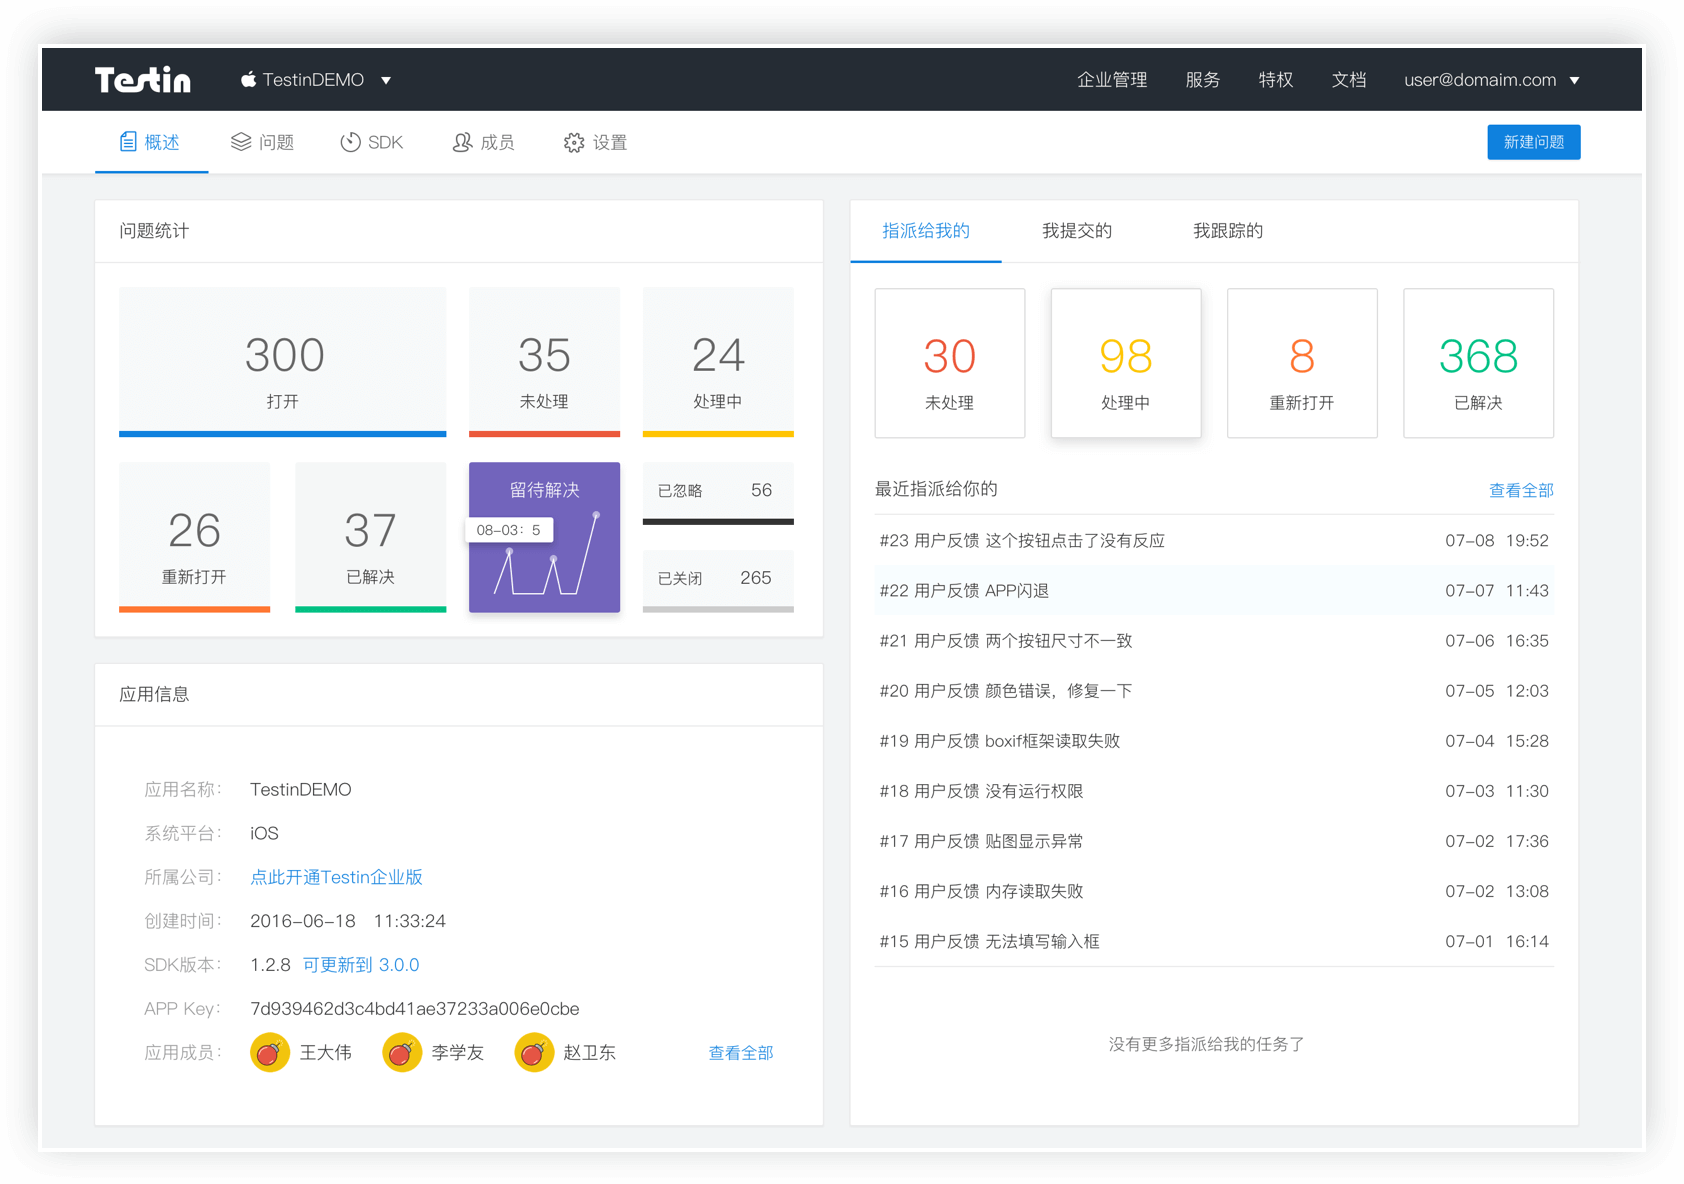 Testin TestinDEMO 企业管理 服务 特权 文档 user@domaim.com
概述 问题 SDK 成员 设置 新建问题
问题统计
300
打开
35
未处理
24
处理中
26
重新打开
37
已解决
留待解决
08-03: 5
已忽略 56
已关闭 265
应用信息
应用名称: TestinDEMO
系统平台: iOS
所属公司: 点此开通Testin企业版
创建时间: 2016-06-18 11:33:24
SDK版本: 1.2.8 可更新到 3.0.0
APP Key: 7d939462d3c4bd41ae37233a006e0cbe
应用成员: 王大伟 李学友 赵卫东 查看全部
指派给我的 我提交的 我跟踪的
30
未处理
98
处理中
8
重新打开
368
已解决
最近指派给你的 查看全部
#23 用户反馈 这个按钮点击了没有反应 07-08 19:52
#22 用户反馈 APP闪退 07-07 11:43
#21 用户反馈 两个按钮尺寸不一致 07-06 16:35
#20 用户反馈 颜色错误，修复一下 07-05 12:03
#19 用户反馈 boxif框架读取失败 07-04 15:28
#18 用户反馈 没有运行权限 07-03 11:30
#17 用户反馈 贴图显示异常 07-02 17:36
#16 用户反馈 内存读取失败 07-02 13:08
#15 用户反馈 无法填写输入框 07-01 16:14
没有更多指派给我的任务了